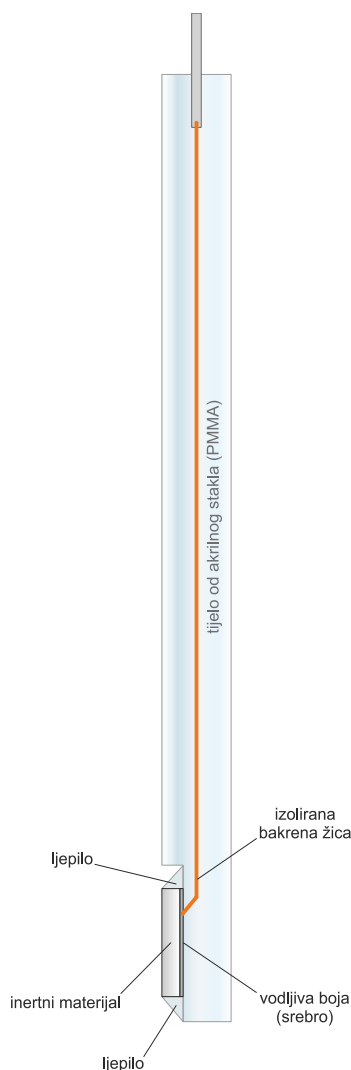 tijelo od akrilnog stakla (PMMA)
izolirana
bakrena žica
ljepilo
inertni materijal
vodljiva boja
(srebro)
ljepilo